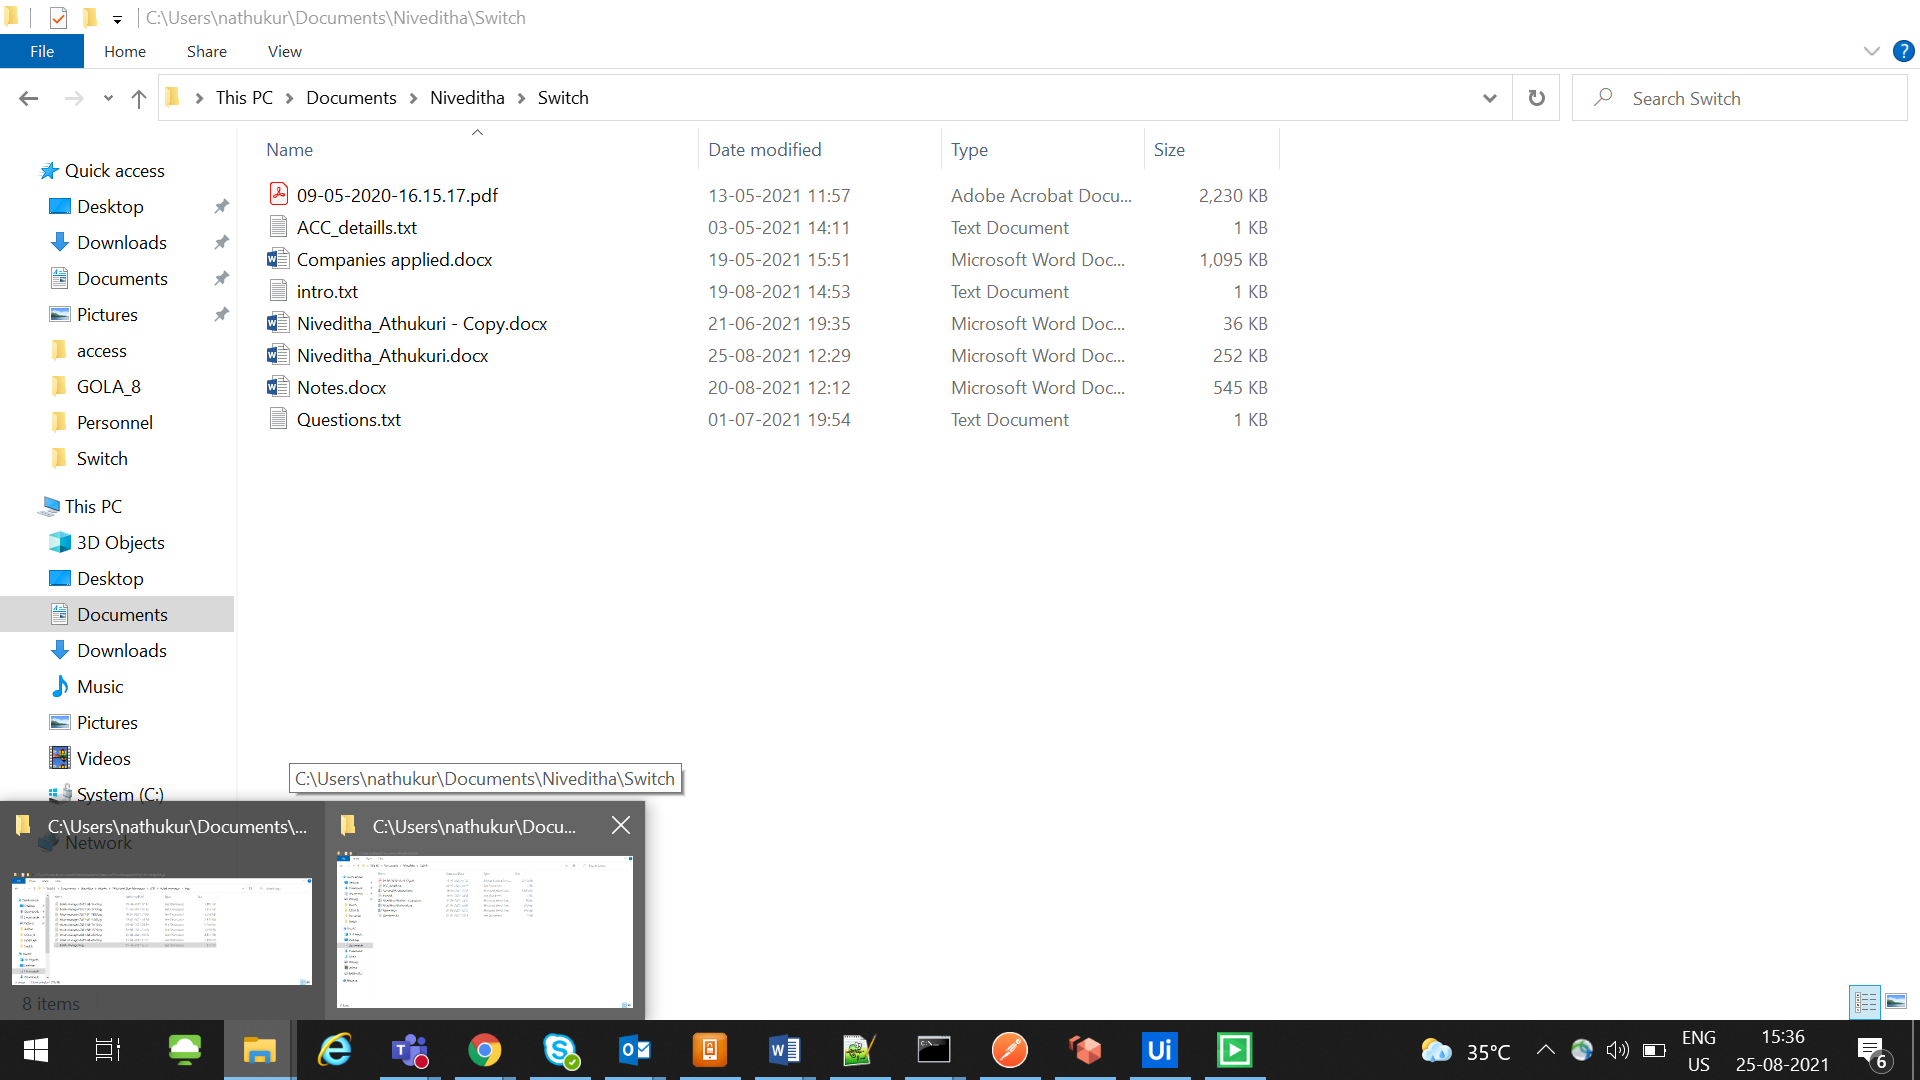 C:\Users\nathukur\Documents\Niveditha\Switch
File Home Share View
?
This PC Documents Niveditha Switch
Search Switch
Name Date modified Type Size
Quick access
Desktop
Downloads
Documents
Pictures
access
GOLA_8
Personnel
Switch
This PC
3D Objects
Desktop
Documents
Downloads
Music
Pictures
Videos
System (C:)
Network
09-05-2020-16.15.17.pdf 13-05-2021 11:57 Adobe Acrobat Docu... 2,230 KB
ACC_detaills.txt 03-05-2021 14:11 Text Document 1 KB
Companies applied.docx 19-05-2021 15:51 Microsoft Word Doc... 1,095 KB
intro.txt 19-08-2021 14:53 Text Document 1 KB
Niveditha_Athukuri - Copy.docx 21-06-2021 19:35 Microsoft Word Doc... 36 KB
Niveditha_Athukuri.docx 25-08-2021 12:29 Microsoft Word Doc... 252 KB
Notes.docx 20-08-2021 12:12 Microsoft Word Doc... 545 KB
Questions.txt 01-07-2021 19:54 Text Document 1 KB
C:\Users\nathukur\Documents\Niveditha\Switch
C:\Users\nathukur\Documents\...
C:\Users\nathukur\Docu...
8 items
Ui
35°C
ENG
US
15:36
25-08-2021
6